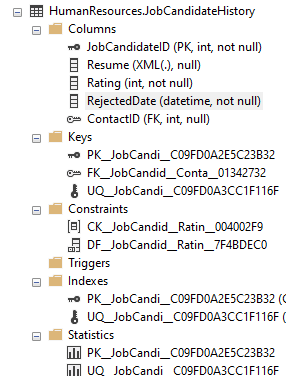 HumanResources.JobCandidateHistory
Columns
JobCandidateID (PK, int, not null)
Resume (XML(.), null)
Rating (int, not null)
RejectedDate (datetime, not null)
ContactID (FK, int, null)
Keys
PK__JobCandi__C09FD0A2E5C23B32
FK__JobCandid__Conta__01342732
UQ__JobCandi__C09FD0A3CC1F116F
Constraints
CK__JobCandid__Ratin__004002F9
DF__JobCandid__Ratin__7F4BDEC0
Triggers
Indexes
PK__JobCandi__C09FD0A2E5C23B32 (C
UQ__JobCandi__C09FD0A3CC1F116F (
Statistics
PK__JobCandi__C09FD0A2E5C23B32
UQ__JobCandi__C09FD0A3CC1F116F